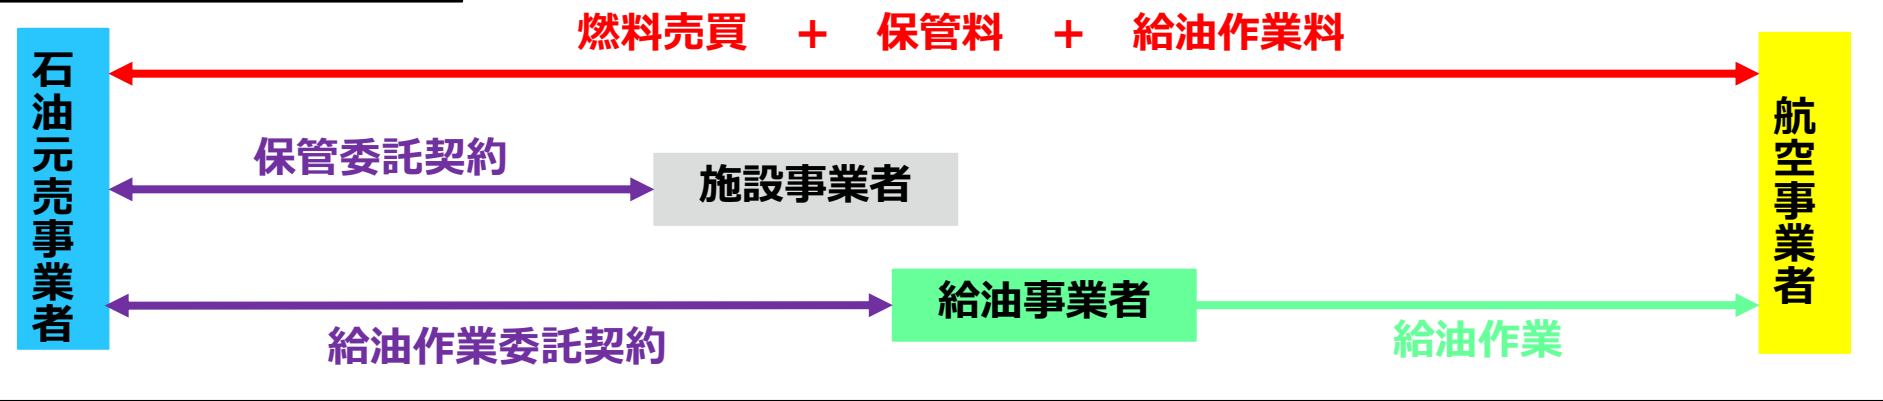 燃料売買 + 保管料 + 給油作業料
石油元売事業者
航空事業者
保管委託契約
施設事業者
給油事業者
給油作業委託契約
給油作業